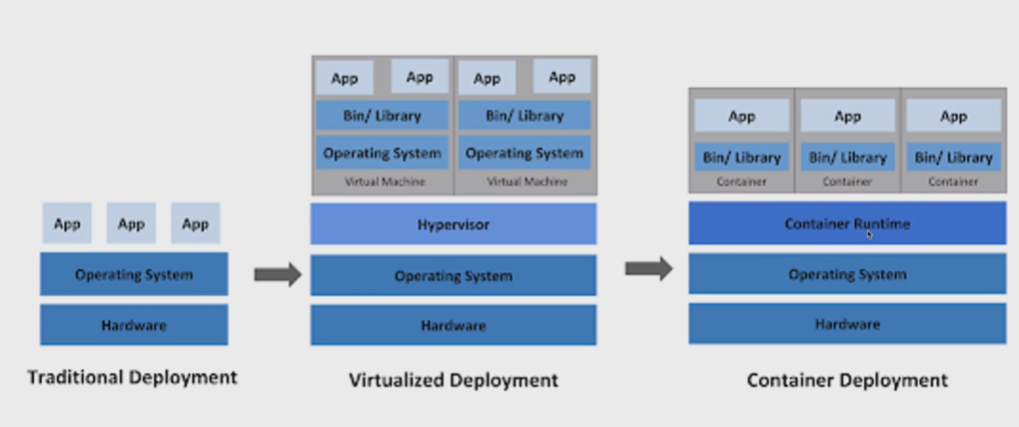 App App App
Operating System
Hardware
Traditional Deployment
App App App App
Bin/ Library Bin/ Library
Operating System Operating System
Virtual Machine Virtual Machine
Hypervisor
Operating System
Hardware
Virtualized Deployment
App App App
Bin/ Library Bin/ Library Bin/ Library
Container Container Container
Container Runtime
Operating System
Hardware
Container Deployment